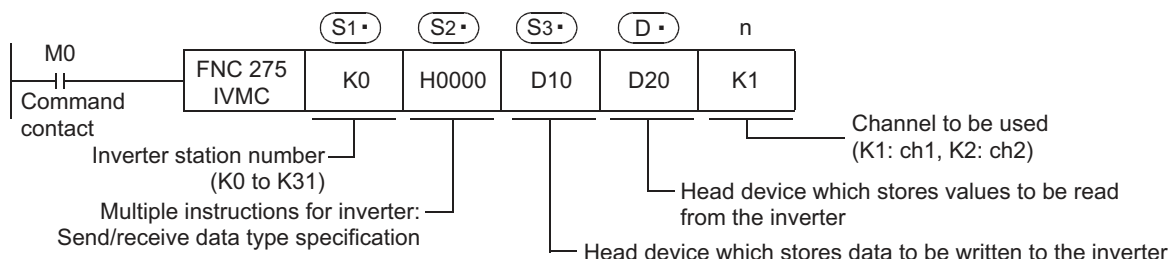 S1· S2· S3· D· n
M0
FNC 275
IVMC
K0 H0000 D10 D20 K1
Command
contact
Channel to be used
(K1: ch1, K2: ch2)
Inverter station number
(K0 to K31)
Head device which stores values to be read
from the inverter
Multiple instructions for inverter:
Send/receive data type specification
Head device which stores data to be written to the inverter